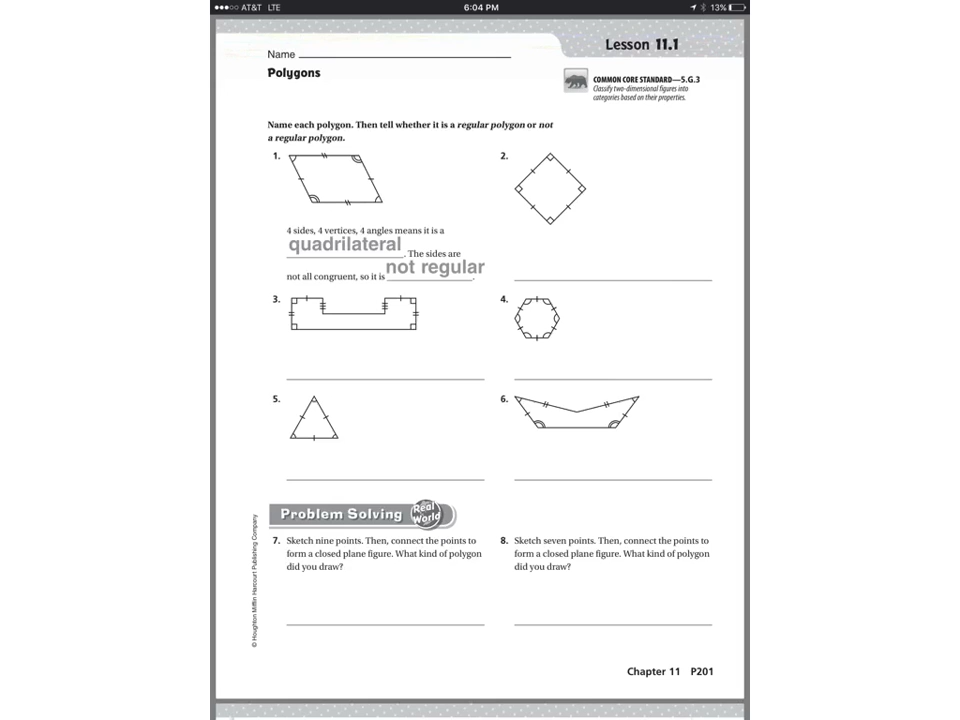 AT&T LTE 6:04 PM 13%
Lesson 11.1
Name
Polygons
COMMON CORE STANDARD—5.G.3
Classify two-dimensional figures into
categories based on their properties.
Name each polygon. Then tell whether it is a regular polygon or not
a regular polygon.
1.
2.
4 sides, 4 vertices, 4 angles means it is a
quadrilateral. The sides are
not all congruent, so it is not regular.
3.
4.
5.
6.
Problem Solving Real World
7. Sketch nine points. Then, connect the points to
form a closed plane figure. What kind of polygon
did you draw?
8. Sketch seven points. Then, connect the points to
form a closed plane figure. What kind of polygon
did you draw?
© Houghton Mifflin Harcourt Publishing Company
Chapter 11 P201